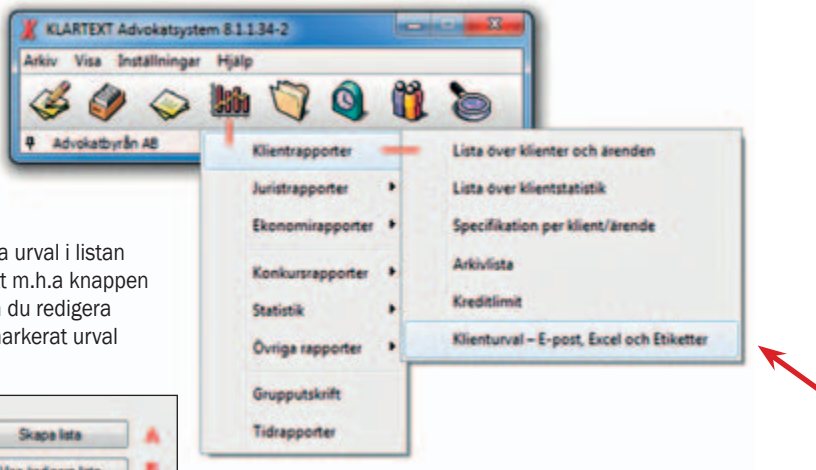 KLARTEXT Advokatsystem 8.1.1.34-2
Arkiv Visa Inställningar Hjälp
Advokatbyrån AB
Klientrapporter
Juristrapporter
Ekonomirapporter
Konkursrapporter
Statistik
Övriga rapporter
Grupputskrift
Tidrapporter
Lista över klienter och ärenden
Lista över klientstatistik
Specifikation per klient/ärende
Arkivlista
Kreditlimit
Klienturval – E-post, Excel och Etiketter
a urval i listan
t m.h.a knappen
du redigera
arkerat urval
Skapa lista A